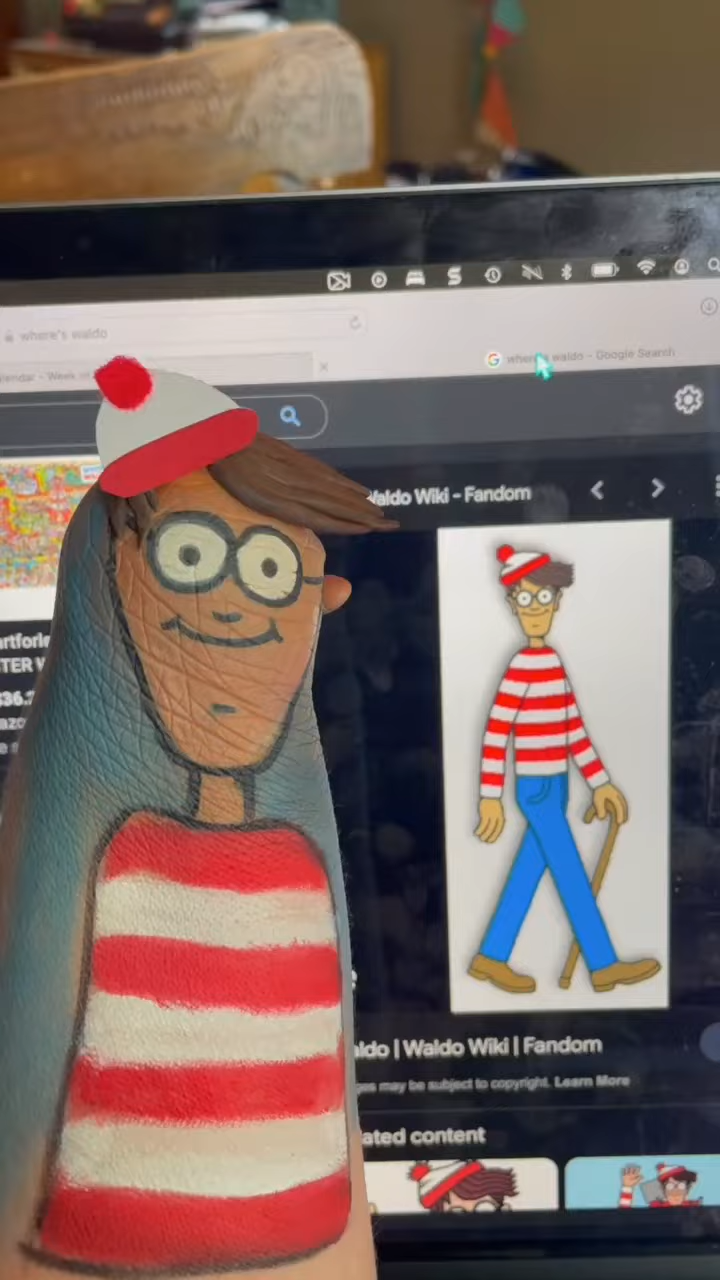 where's waldo
where's waldo - Google Search
Waldo Wiki - Fandom
aldo | Waldo Wiki | Fandom
ges may be subject to copyright. Learn More
ated content